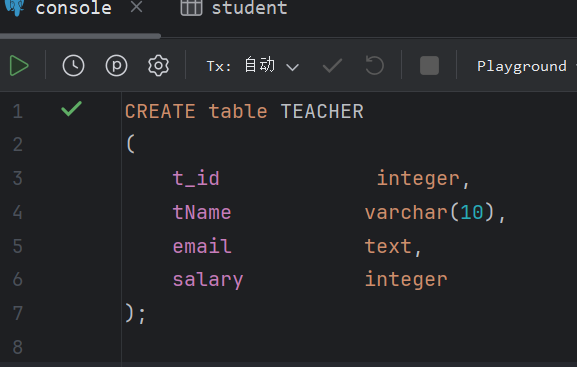 console × student
Tx: 自动 Playground
1 CREATE table TEACHER
2 (
3 t_id integer,
4 tName varchar(10),
5 email text,
6 salary integer
7 );
8